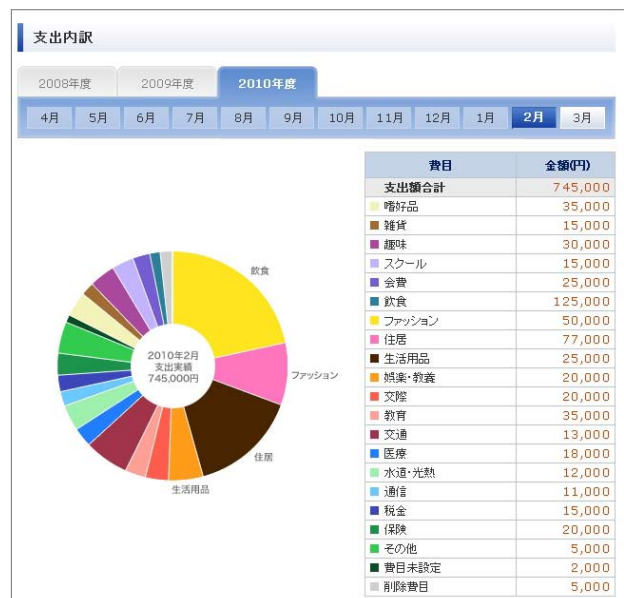 支出内訳
2008年度 2009年度 2010年度
4月 5月 6月 7月 8月 9月 10月 11月 12月 1月 2月 3月
飲食
ファッション
住居
生活用品
2010年2月
支出実績
745,000円
費目 金額(円)
支出額合計 745,000
嗜好品 35,000
雑貨 15,000
趣味 30,000
スクール 15,000
会費 25,000
飲食 125,000
ファッション 50,000
住居 77,000
生活用品 25,000
娯楽・教養 20,000
交際 20,000
教育 35,000
交通 13,000
医療 18,000
水道・光熱 12,000
通信 11,000
税金 15,000
保険 20,000
その他 5,000
費目未設定 2,000
削除費目 5,000